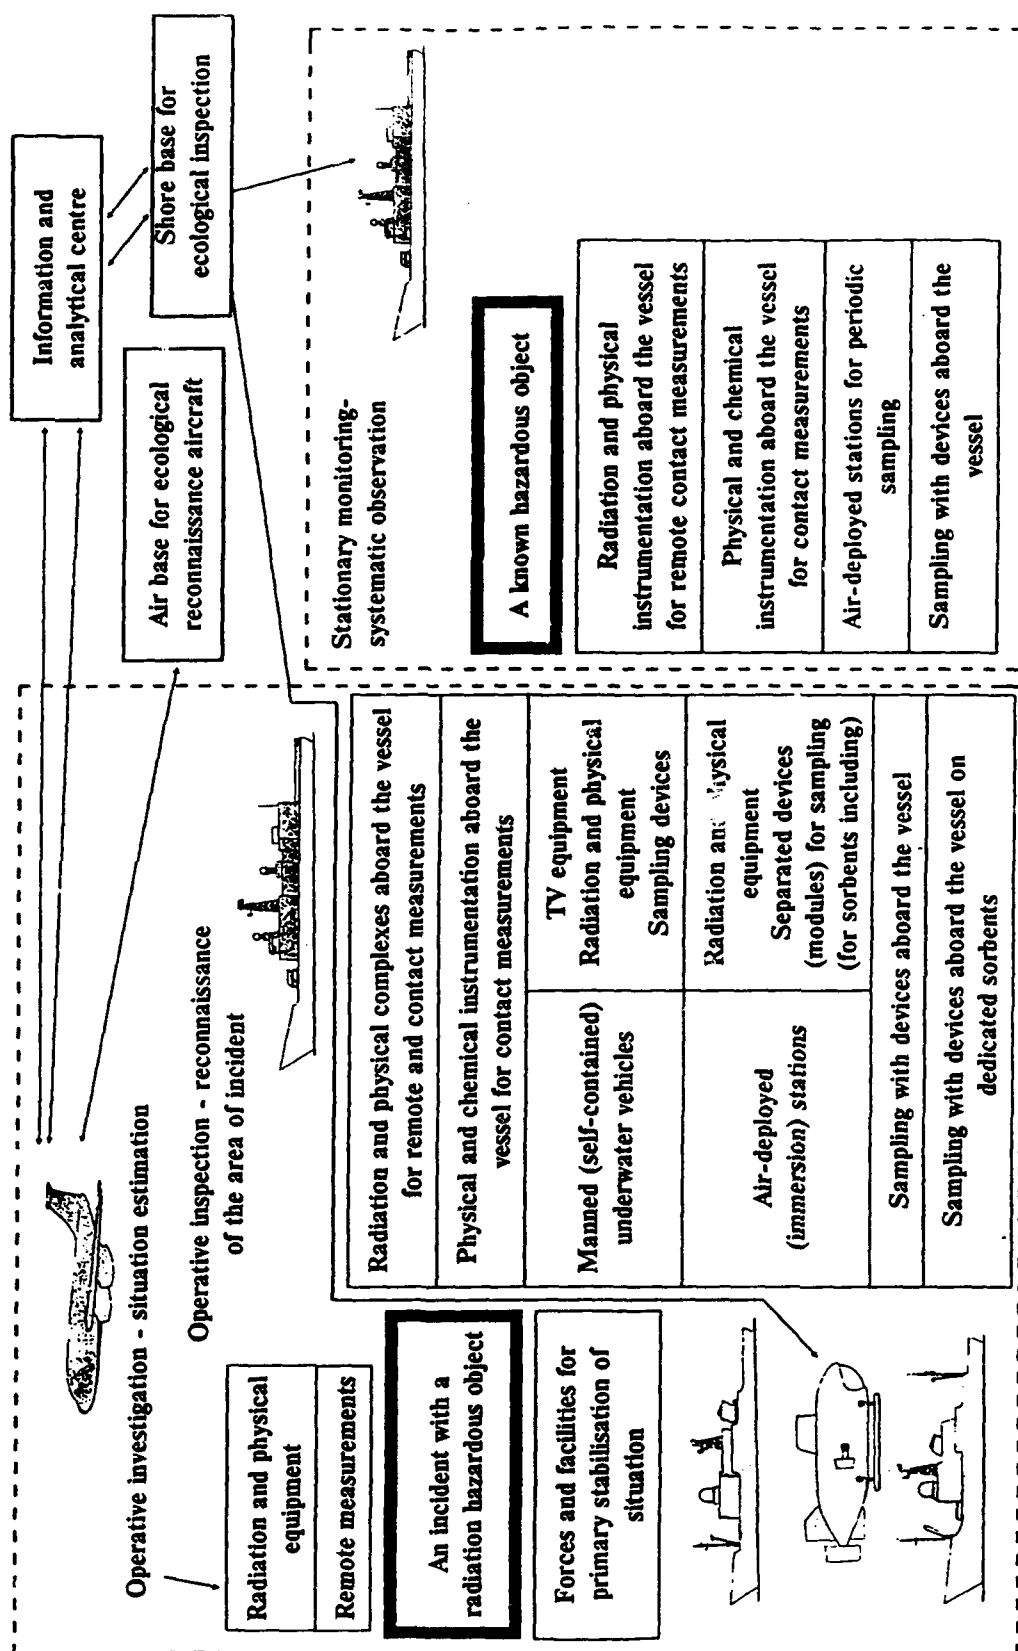 Information and
analytical centre
Shore base for
ecological inspection
Air base for ecological
reconnaissance aircraft
Operative investigation - situation estimation
Operative inspection - reconnaissance
of the area of incident
Radiation and physical
equipment
Remote measurements
An incident with a
radiation hazardous object
Forces and facilities for
primary stabilisation of
situation
Radiation and physical complexes aboard the vessel
for remote and contact measurements
Physical and chemical instrumentation aboard the
vessel for contact measurements
Manned (self-contained)
underwater vehicles
TV equipment
Radiation and physical
equipment
Sampling devices
Air-deployed
(immersion) stations
Radiation and physical
equipment
Separated devices
(modules) for sampling
(for sorbents including)
Sampling with devices aboard the vessel
Sampling with devices aboard the vessel on
dedicated sorbents
Stationary monitoring-
systematic observation
A known hazardous object
Radiation and physical
instrumentation aboard the vessel
for remote contact measurements
Physical and chemical
instrumentation aboard the vessel
for contact measurements
Air-deployed stations for periodic
sampling
Sampling with devices aboard the
vessel